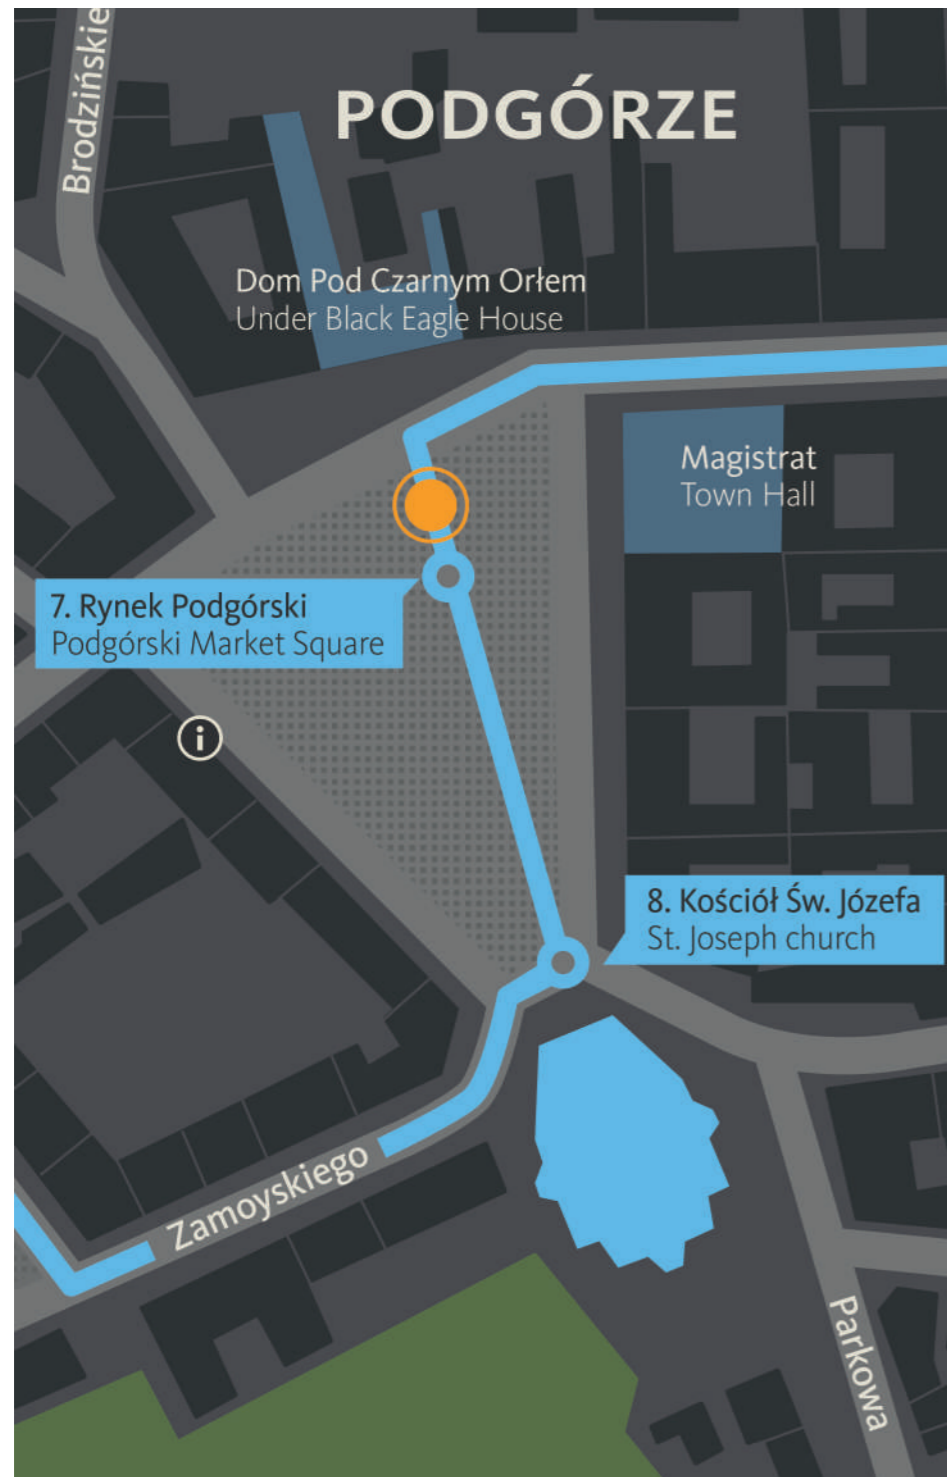 Brodzińskie
PODGÓRZE
Dom Pod Czarnym Orłem
Under Black Eagle House
Magistrat
Town Hall
7. Rynek Podgórski
Podgórski Market Square
i
8. Kościół Św. Józefa
St. Joseph church
Zamoyskiego
Parkowa